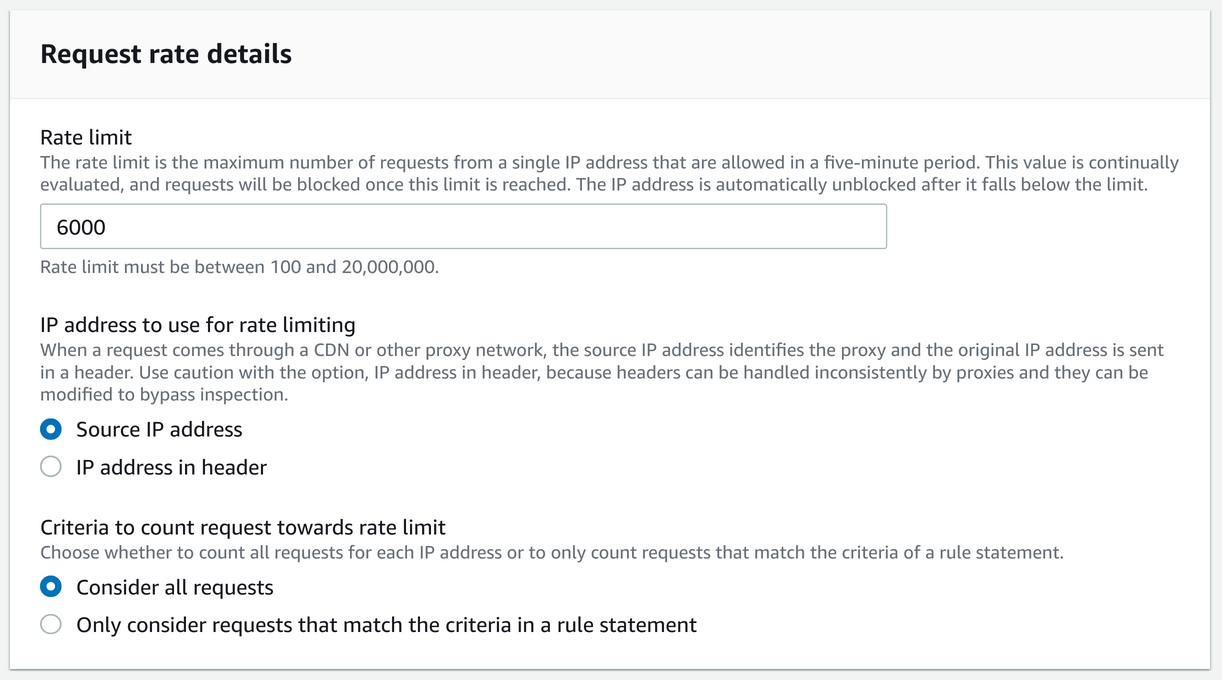 Request rate details
Rate limit
The rate limit is the maximum number of requests from a single IP address that are allowed in a five-minute period. This value is continually
evaluated, and requests will be blocked once this limit is reached. The IP address is automatically unblocked after it falls below the limit.
6000
Rate limit must be between 100 and 20,000,000.
IP address to use for rate limiting
When a request comes through a CDN or other proxy network, the source IP address identifies the proxy and the original IP address is sent
in a header. Use caution with the option, IP address in header, because headers can be handled inconsistently by proxies and they can be
modified to bypass inspection.
Source IP address
IP address in header
Criteria to count request towards rate limit
Choose whether to count all requests for each IP address or to only count requests that match the criteria of a rule statement.
Consider all requests
Only consider requests that match the criteria in a rule statement